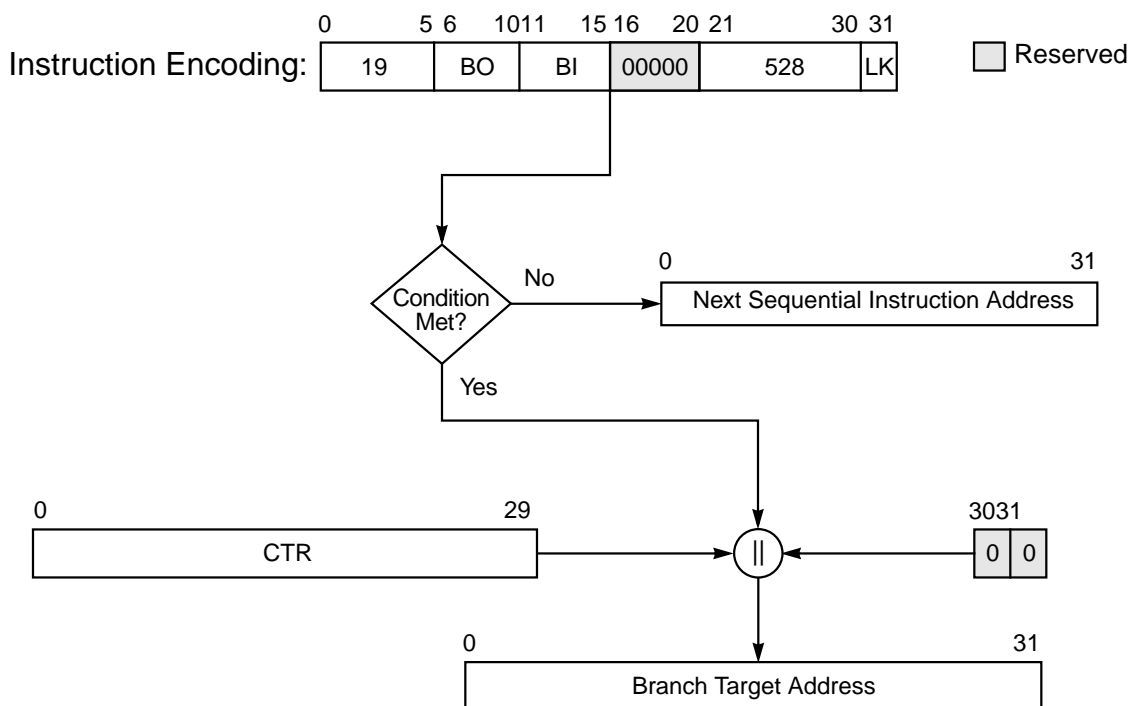 0 5 6 10 11 15 16 20 21 30 31
Instruction Encoding: 19 BO BI 00000 528 LK Reserved
0 31
No
Condition Met? Next Sequential Instruction Address
Yes
0 29 30 31
CTR || 0 0
0 31
Branch Target Address